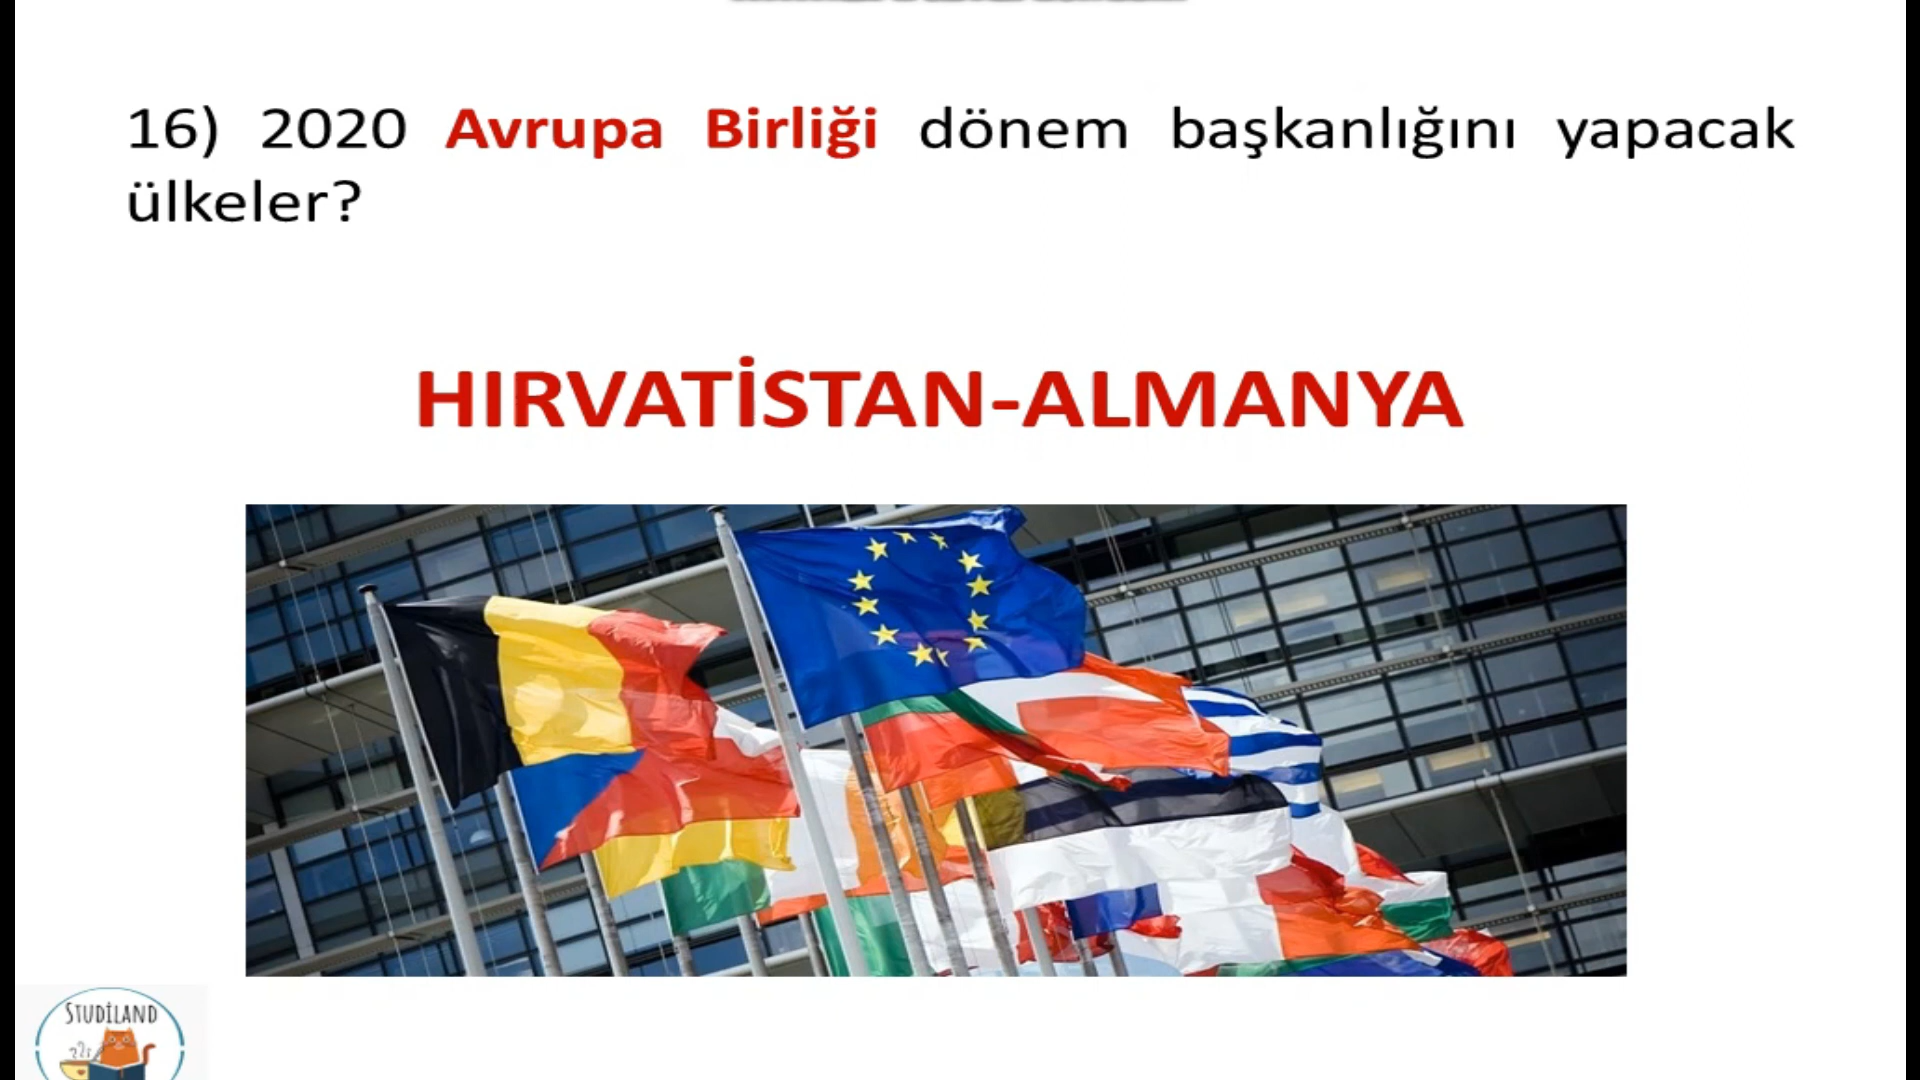 16) 2020 Avrupa Birliği dönem başkanlığını yapacak
ülkeler?
HIRVATİSTAN-ALMANYA
STUDİLAND